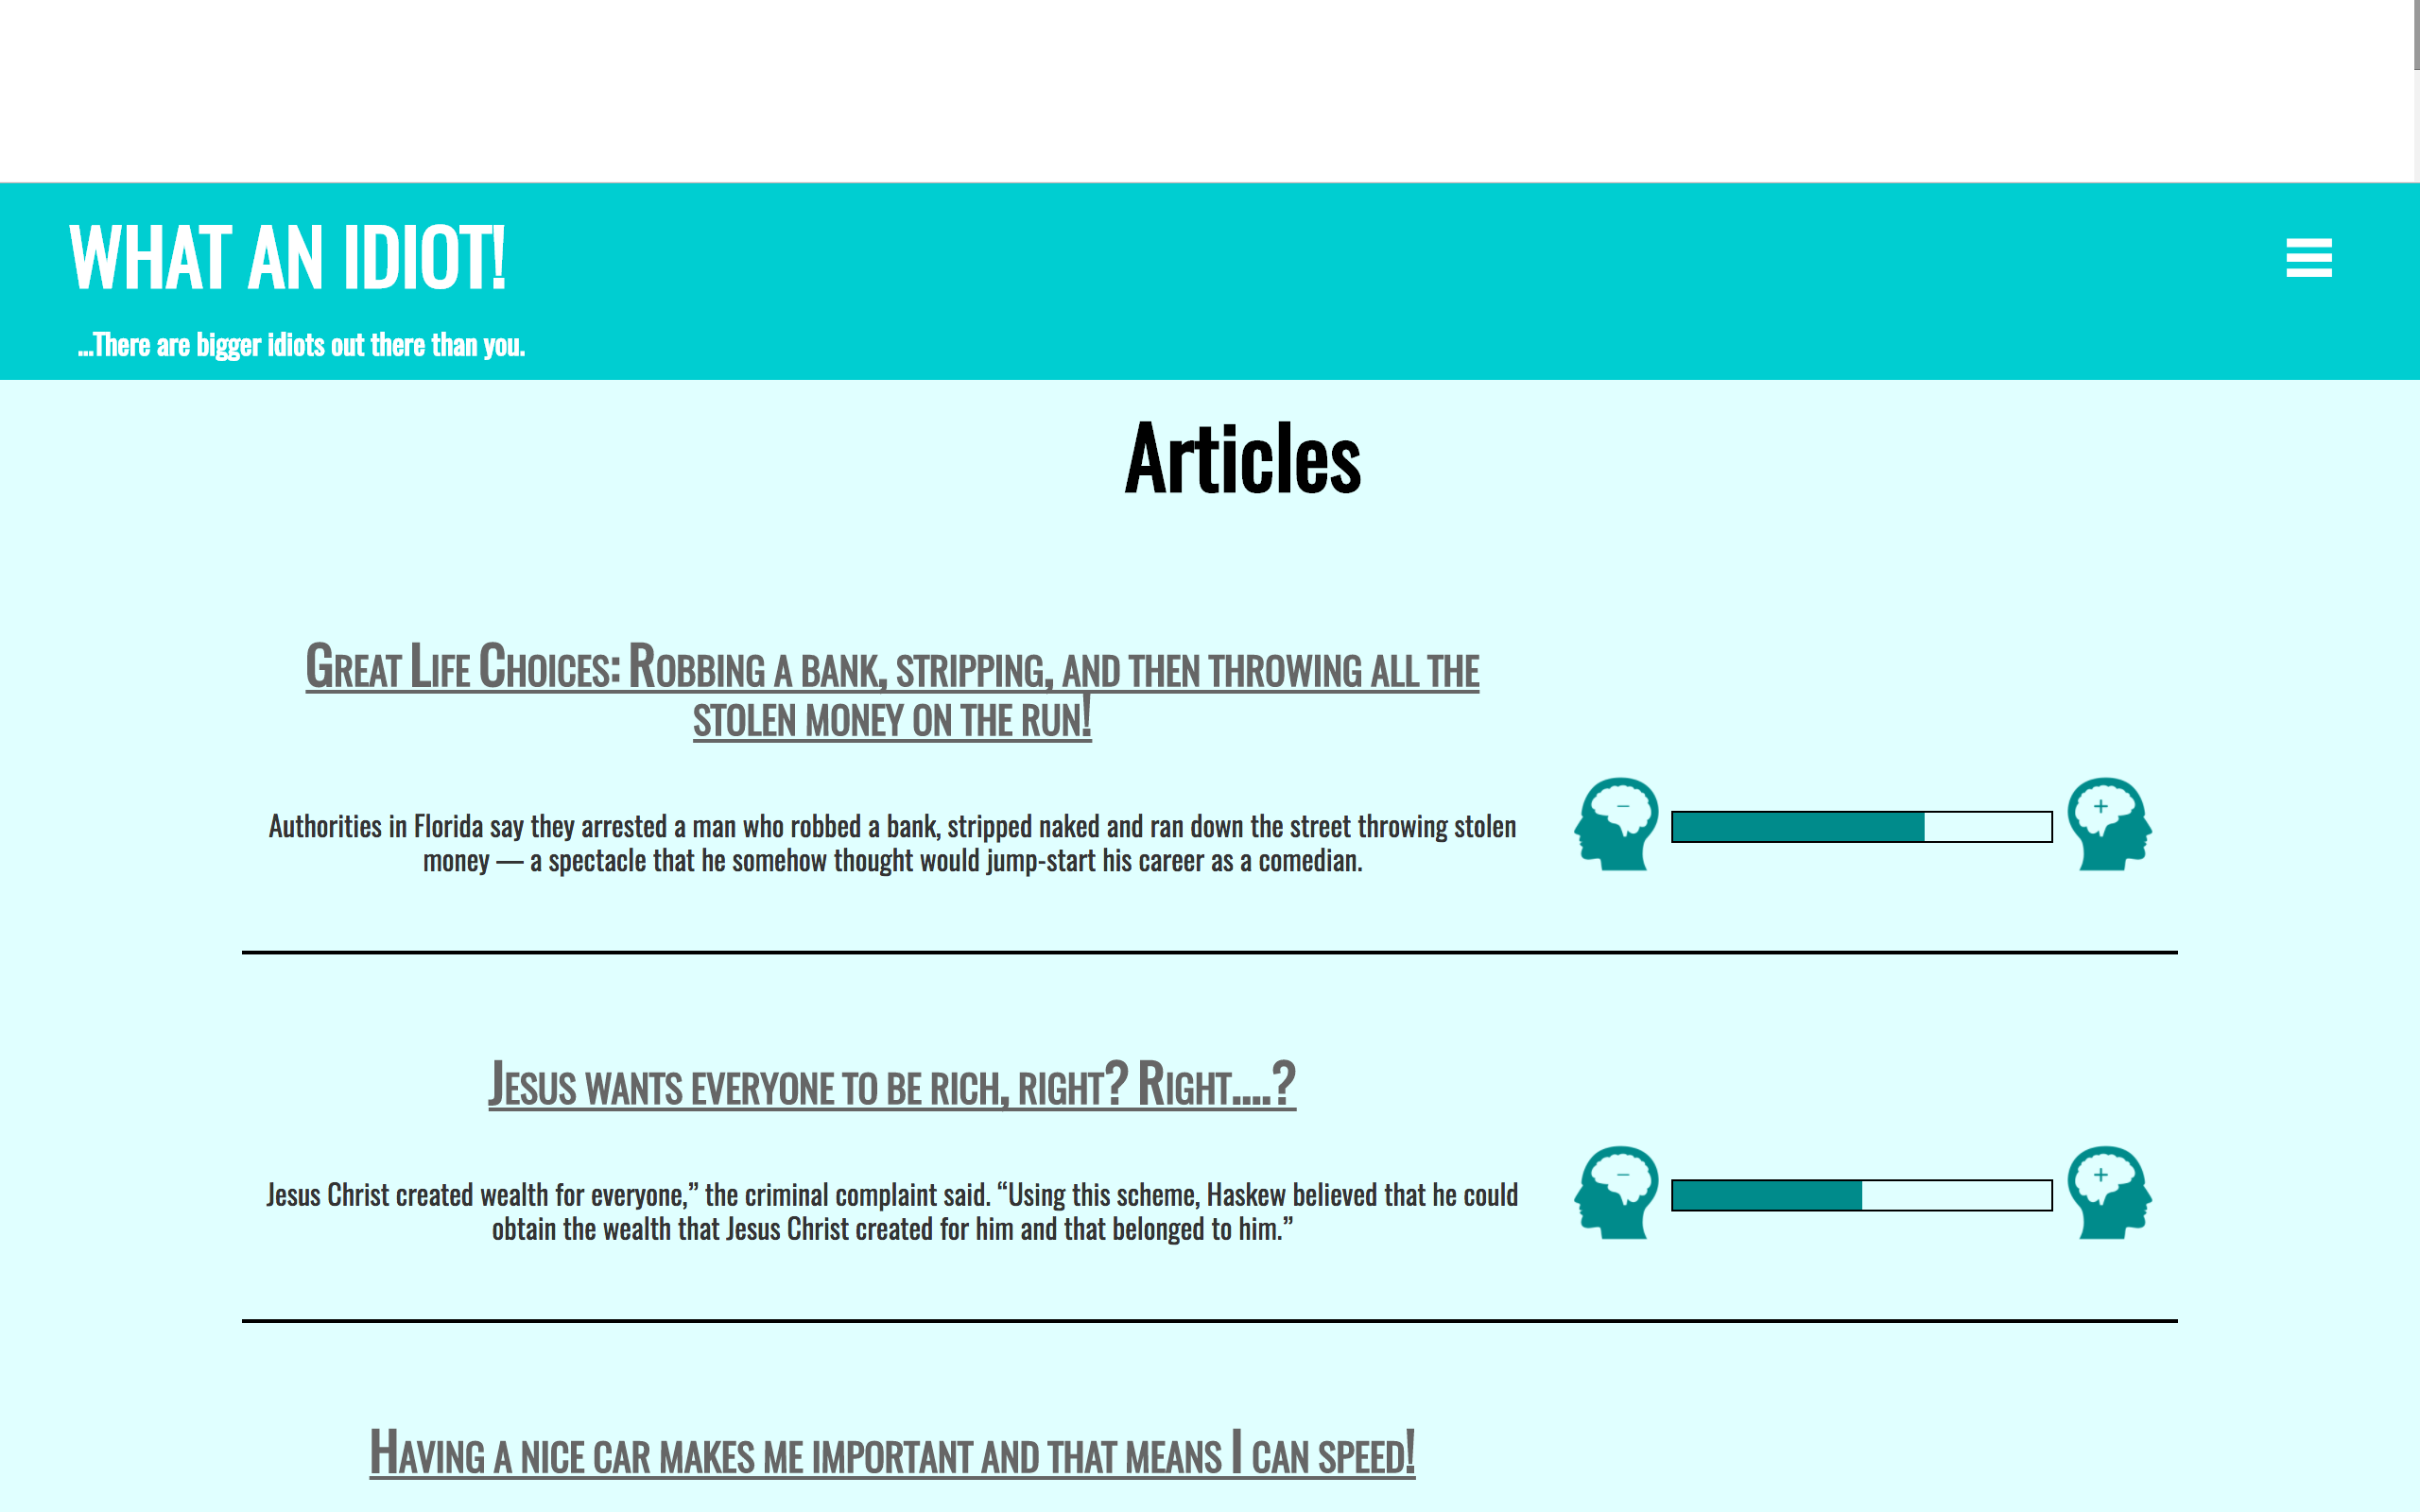 WHAT AN IDIOT!
...There are bigger idiots out there than you.
Articles
Great Life Choices: Robbing a bank, stripping, and then throwing all the
stolen money on the run!
Authorities in Florida say they arrested a man who robbed a bank, stripped naked and ran down the street throwing stolen
money — a spectacle that he somehow thought would jump-start his career as a comedian.
Jesus wants everyone to be rich, right? Right....?
Jesus Christ created wealth for everyone,” the criminal complaint said. “Using this scheme, Haskew believed that he could
obtain the wealth that Jesus Christ created for him and that belonged to him.”
Having a nice car makes me important and that means I can speed!